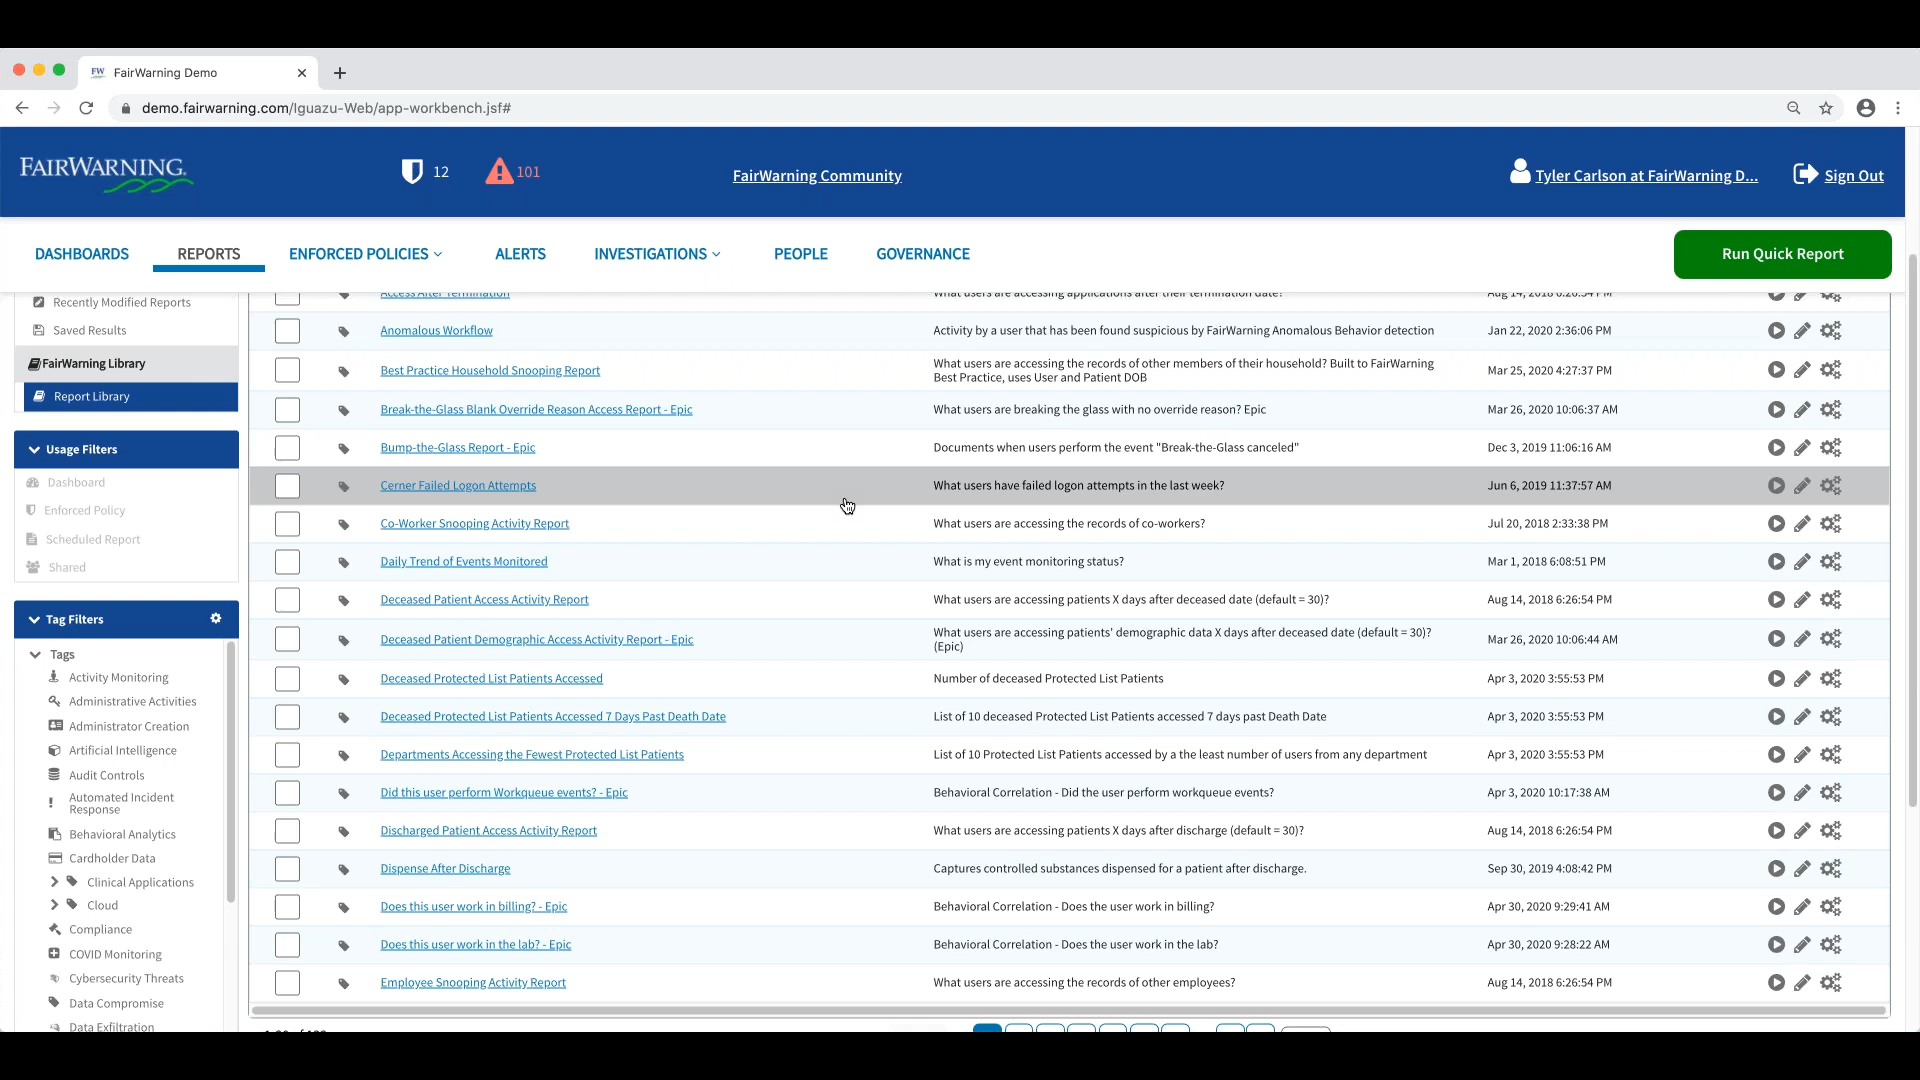 FW FairWarning Demo
demo.fairwarning.com/Iguazu-Web/app-workbench.jsf#
FAIRWARNING.
12
101
FairWarning Community
Tyler Carlson at FairWarning D...
Sign Out
DASHBOARDS
REPORTS
ENFORCED POLICIES
ALERTS
INVESTIGATIONS
PEOPLE
GOVERNANCE
Run Quick Report
Recently Modified Reports
Saved Results
FairWarning Library
Report Library
Usage Filters
Dashboard
Enforced Policy
Scheduled Report
Shared
Tag Filters
Tags
Activity Monitoring
Administrative Activities
Administrator Creation
Artificial Intelligence
Audit Controls
Automated Incident
Response
Behavioral Analytics
Cardholder Data
Clinical Applications
Cloud
Compliance
COVID Monitoring
Cybersecurity Threats
Data Compromise
Data Exfiltration
Access After Termination What users are accessing applications after their termination date? Aug 14, 2018 6:26:54 PM
Anomalous Workflow Activity by a user that has been found suspicious by FairWarning Anomalous Behavior detection Jan 22, 2020 2:36:06 PM
Best Practice Household Snooping Report What users are accessing the records of other members of their household? Built to FairWarning
Best Practice, uses User and Patient DOB Mar 25, 2020 4:27:37 PM
Break-the-Glass Blank Override Reason Access Report - Epic What users are breaking the glass with no override reason? Epic Mar 26, 2020 10:06:37 AM
Bump-the-Glass Report - Epic Documents when users perform the event "Break-the-Glass canceled" Dec 3, 2019 11:06:16 AM
Cerner Failed Logon Attempts What users have failed logon attempts in the last week? Jun 6, 2019 11:37:57 AM
Co-Worker Snooping Activity Report What users are accessing the records of co-workers? Jul 20, 2018 2:33:38 PM
Daily Trend of Events Monitored What is my event monitoring status? Mar 1, 2018 6:08:51 PM
Deceased Patient Access Activity Report What users are accessing patients X days after deceased date (default = 30)? Aug 14, 2018 6:26:54 PM
Deceased Patient Demographic Access Activity Report - Epic What users are accessing patients' demographic data X days after deceased date (default = 30)?
(Epic) Mar 26, 2020 10:06:44 AM
Deceased Protected List Patients Accessed Number of deceased Protected List Patients Apr 3, 2020 3:55:53 PM
Deceased Protected List Patients Accessed 7 Days Past Death Date List of 10 deceased Protected List Patients accessed 7 days past Death Date Apr 3, 2020 3:55:53 PM
Departments Accessing the Fewest Protected List Patients List of 10 Protected List Patients accessed by a the least number of users from any department Apr 3, 2020 3:55:53 PM
Did this user perform Workqueue events? - Epic Behavioral Correlation - Did the user perform workqueue events? Apr 3, 2020 10:17:38 AM
Discharged Patient Access Activity Report What users are accessing patients X days after discharge (default = 30)? Aug 14, 2018 6:26:54 PM
Dispense After Discharge Captures controlled substances dispensed for a patient after discharge. Sep 30, 2019 4:08:42 PM
Does this user work in billing? - Epic Behavioral Correlation - Does the user work in billing? Apr 30, 2020 9:29:41 AM
Does this user work in the lab? - Epic Behavioral Correlation - Does the user work in the lab? Apr 30, 2020 9:28:22 AM
Employee Snooping Activity Report What users are accessing the records of other employees? Aug 14, 2018 6:26:54 PM